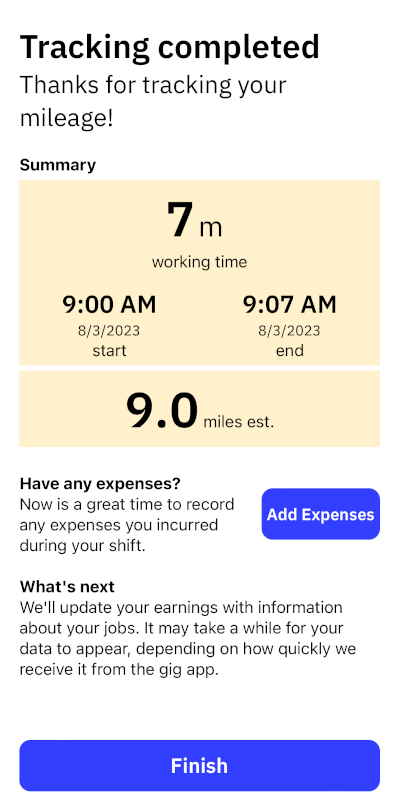 Tracking completed
Thanks for tracking your
mileage!
Summary
7 m
working time
9:00 AM 9:07 AM
8/3/2023 8/3/2023
start end
9.0 miles est.
Have any expenses?
Now is a great time to record
any expenses you incurred
during your shift.
Add Expenses
What's next
We'll update your earnings with information
about your jobs. It may take a while for your
data to appear, depending on how quickly we
receive it from the gig app.
Finish